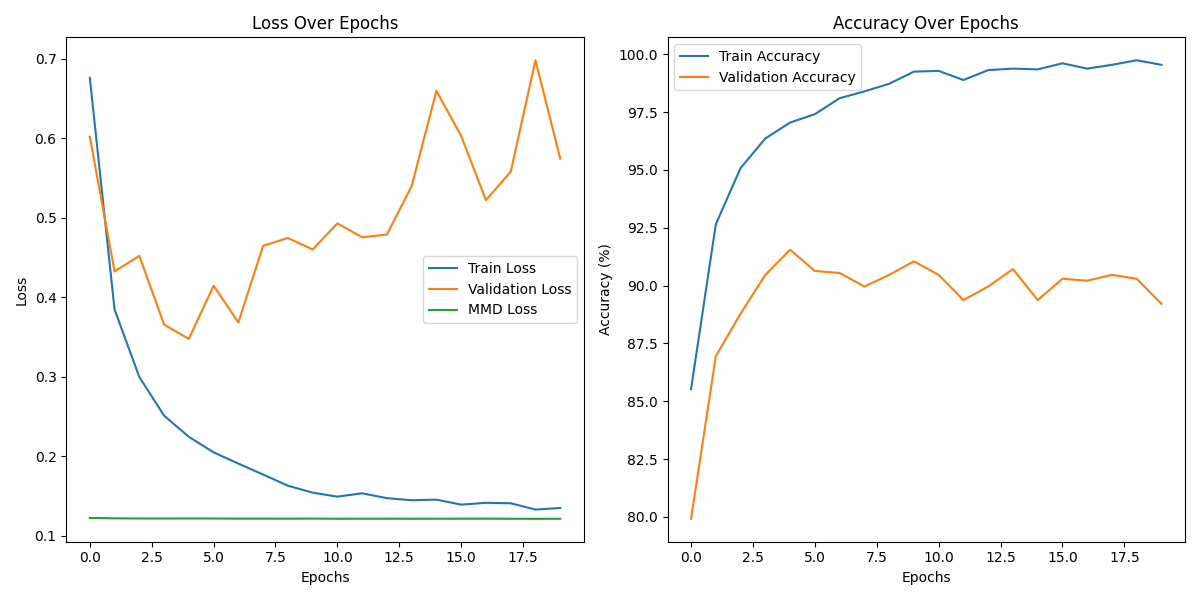 Loss Over Epochs
0.7
0.6
0.5
0.4
0.3
0.2
0.1
Loss
Train Loss
Validation Loss
MMD Loss
0.0 2.5 5.0 7.5 10.0 12.5 15.0 17.5
Epochs
Accuracy Over Epochs
100.0
97.5
95.0
92.5
90.0
87.5
85.0
82.5
80.0
Accuracy (%)
Train Accuracy
Validation Accuracy
0.0 2.5 5.0 7.5 10.0 12.5 15.0 17.5
Epochs